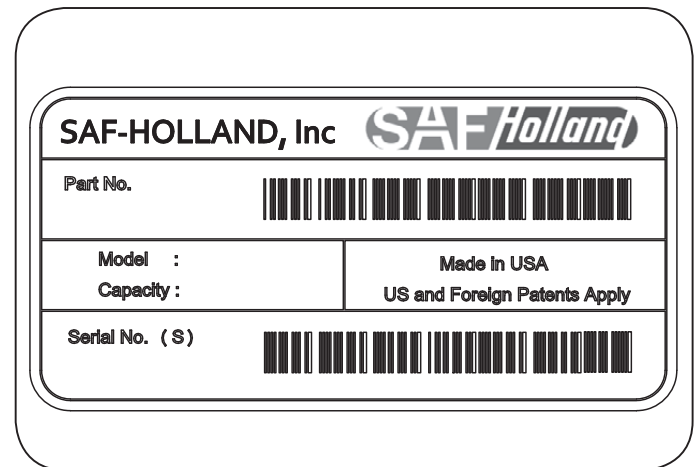 SAF-HOLLAND, Inc SAF Holland
Part No.
Model :
Capacity :
Made in USA
US and Foreign Patents Apply
Serial No. ( S )